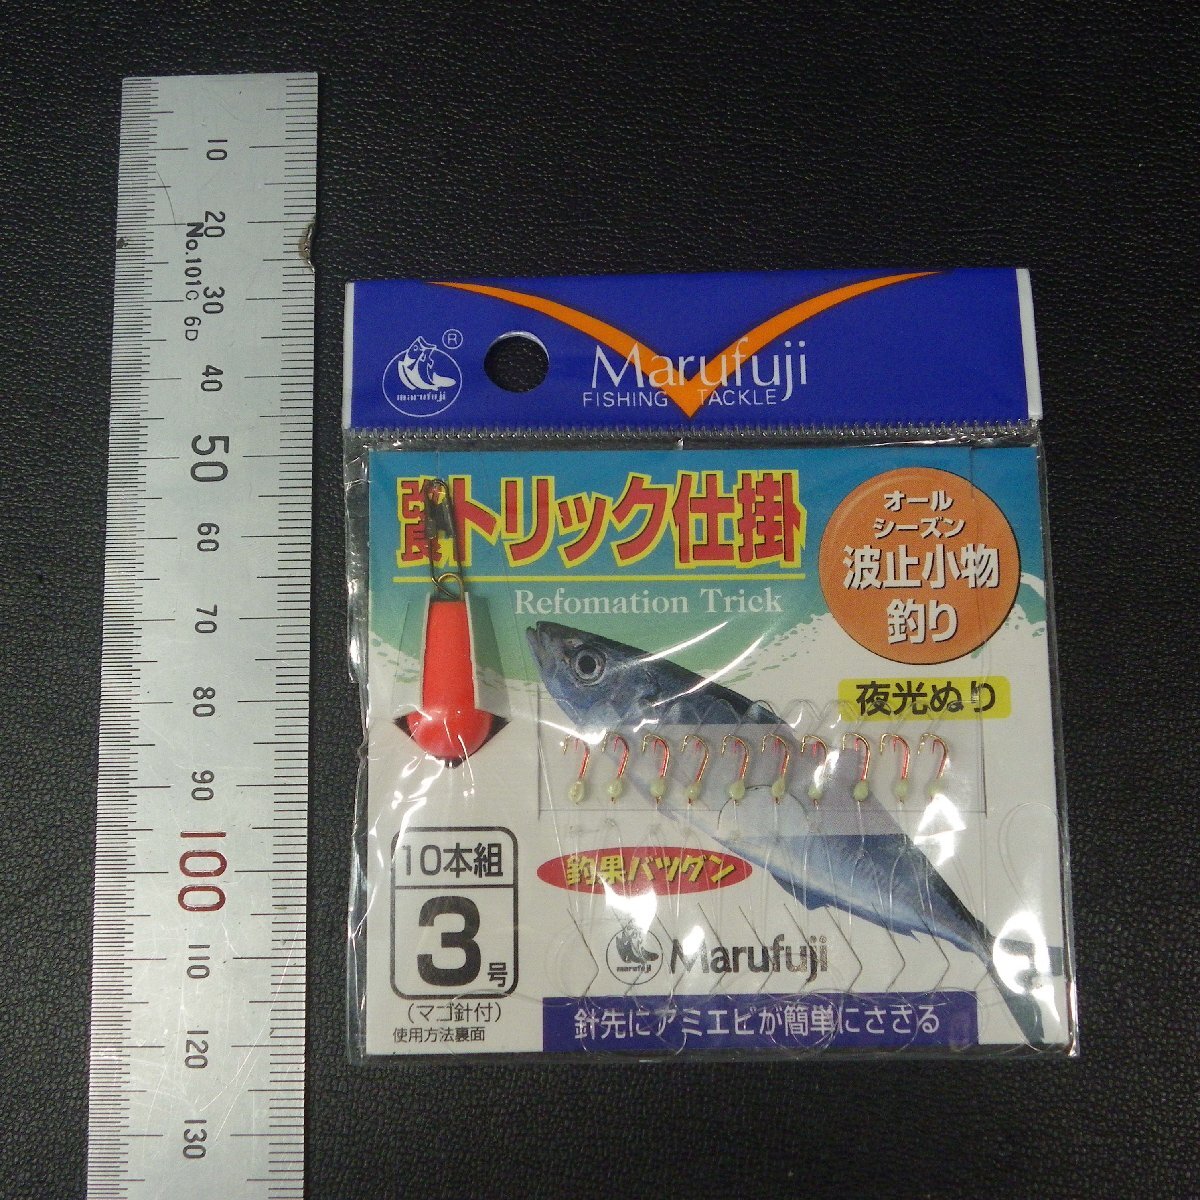 10
20
30
40
50
60
70
80
90
100
110
120
130
No.101C 6D
marufuji
®
Marufuji
FISHING TACKLE
トリック仕掛
Refomation Trick
オール
シーズン
波止小物
釣り
夜光ぬり
10本組
3号
(マゴ針付)
使用方法裏面
釣果バツグン
marufuji
Marufuji
針先にアミエビが簡単にささる